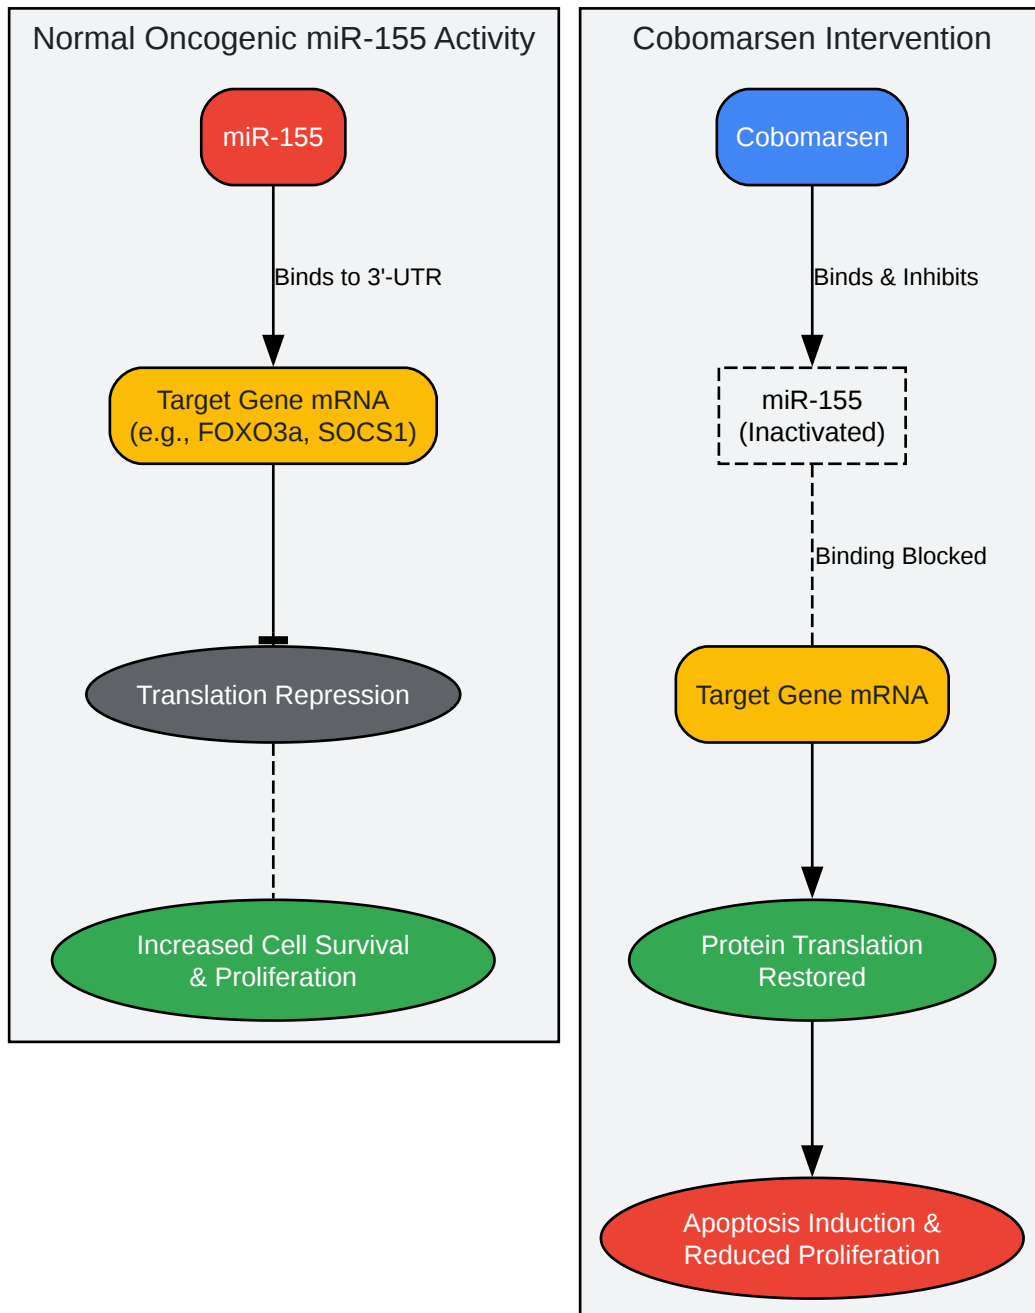 Normal Oncogenic miR-155 Activity
miR-155
Binds to 3'-UTR
Target Gene mRNA
(e.g., FOXO3a, SOCS1)
Translation Repression
Increased Cell Survival
& Proliferation
Cobomarsen Intervention
Cobomarsen
Binds & Inhibits
miR-155
(Inactivated)
Binding Blocked
Target Gene mRNA
Protein Translation
Restored
Apoptosis Induction &
Reduced Proliferation